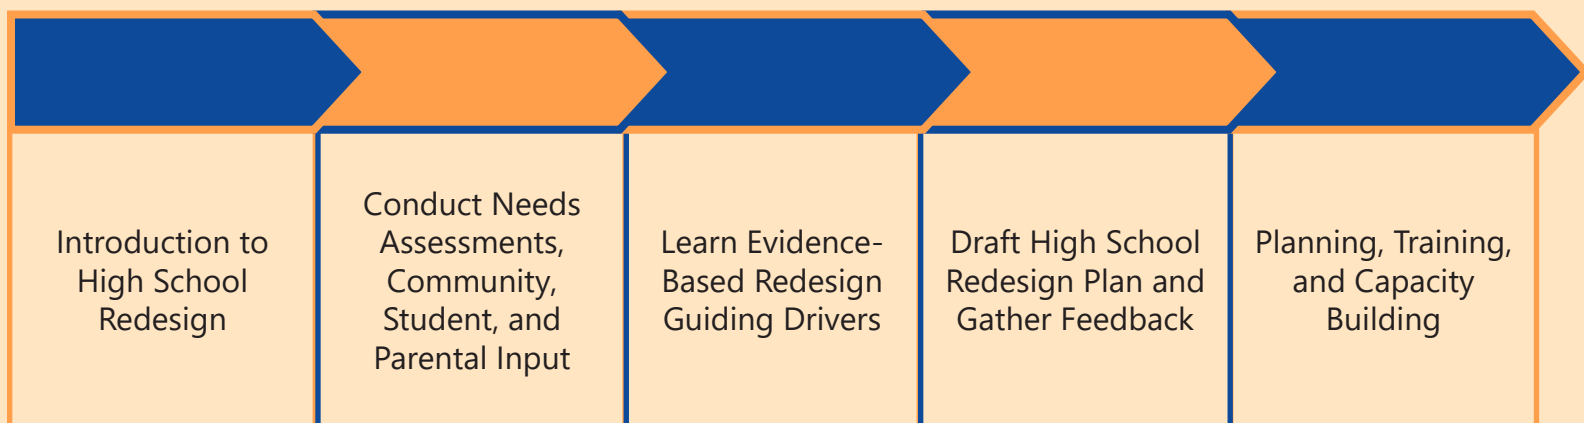 Introduction to
High School
Redesign
Conduct Needs
Assessments,
Community,
Student, and
Parental Input
Learn Evidence-
Based Redesign
Guiding Drivers
Draft High School
Redesign Plan and
Gather Feedback
Planning, Training,
and Capacity
Building